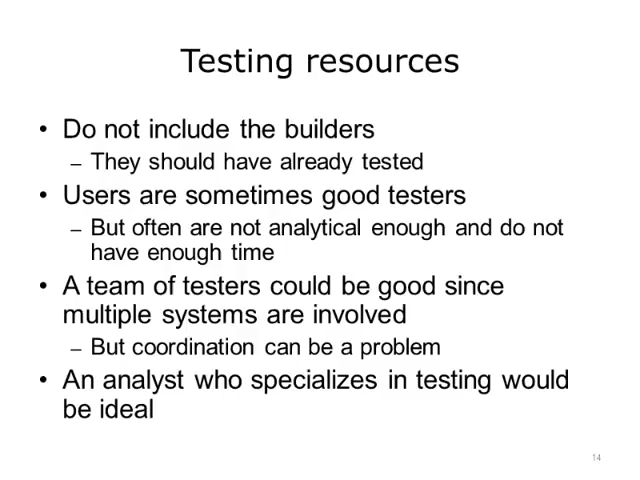 Testing resources
• Do not include the builders
– They should have already tested
• Users are sometimes good testers
– But often are not analytical enough and do not
have enough time
• A team of testers could be good since
multiple systems are involved
– But coordination can be a problem
• An analyst who specializes in testing would
be ideal
14